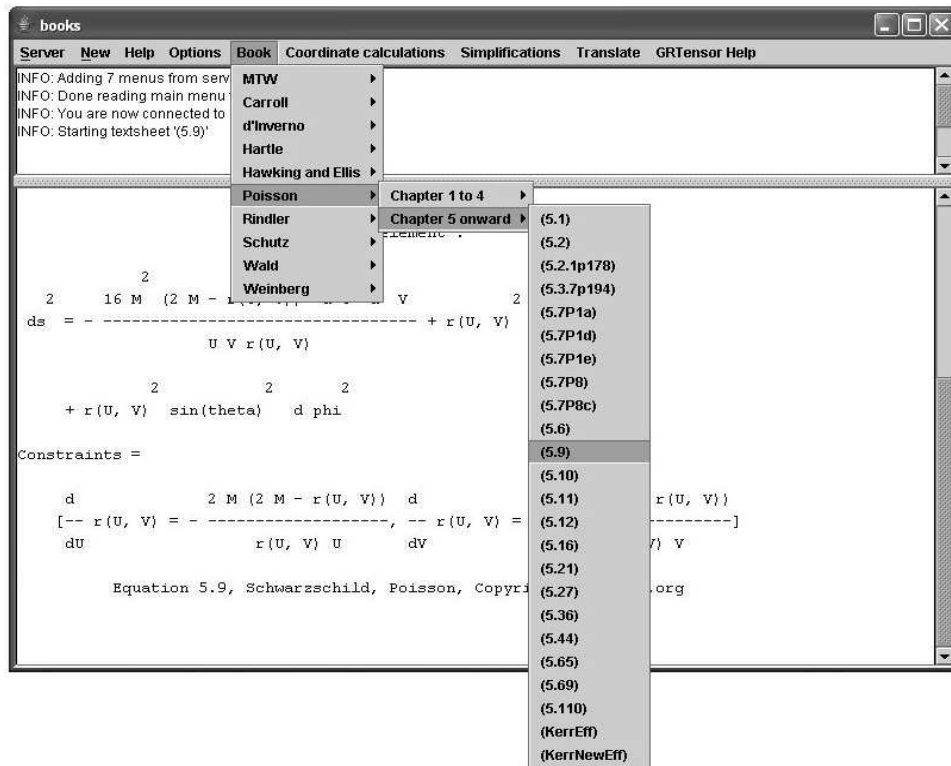 books
Server New Help Options Book Coordinate calculations Simplifications Translate GRTensor Help
INFO: Adding 7 menus from serv
INFO: Done reading main menu
INFO: You are now connected to
INFO: Starting textsheet '(5.9)'
MTW
Carroll
d'Inverno
Hartle
Hawking and Ellis
Poisson
Rindler
Schutz
Wald
Weinberg
Chapter 1 to 4
Chapter 5 onward
(5.1)
(5.2)
(5.2.1p178)
(5.3.7p194)
(5.7P1a)
(5.7P1d)
(5.7P1e)
(5.7P8)
(5.7P8c)
(5.6)
(5.9)
(5.10)
(5.11)
(5.12)
(5.16)
(5.21)
(5.27)
(5.36)
(5.44)
(5.65)
(5.69)
(5.110)
(KerrEff)
(KerrNewEff)
element :
2
2 16 M (2 M - V 2
ds = - -------------------------------- + r(U, V)
U V r(U, V)
2 2 2
+ r(U, V) sin(theta) d phi
Constraints =
d 2 M (2 M - r(U, V)) d r(U, V))
[-- r(U, V) = - -------------------, -- r(U, V) = --------]
dU r(U, V) U dV ) V
Equation 5.9, Schwarzschild, Poisson, Copyri .org